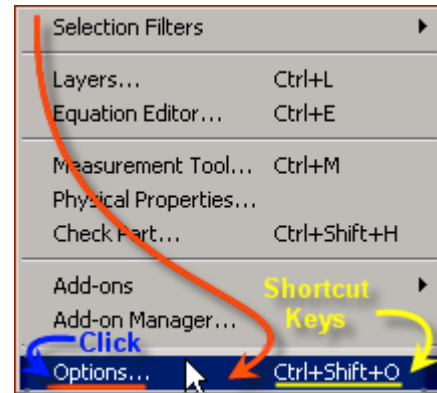 Selection Filters
Layers... Ctrl+L
Equation Editor... Ctrl+E
Measurement Tool... Ctrl+M
Physical Properties...
Check Part... Ctrl+Shift+H
Add-ons Shortcut
Add-on Manager... Keys
Click
Options... Ctrl+Shift+O